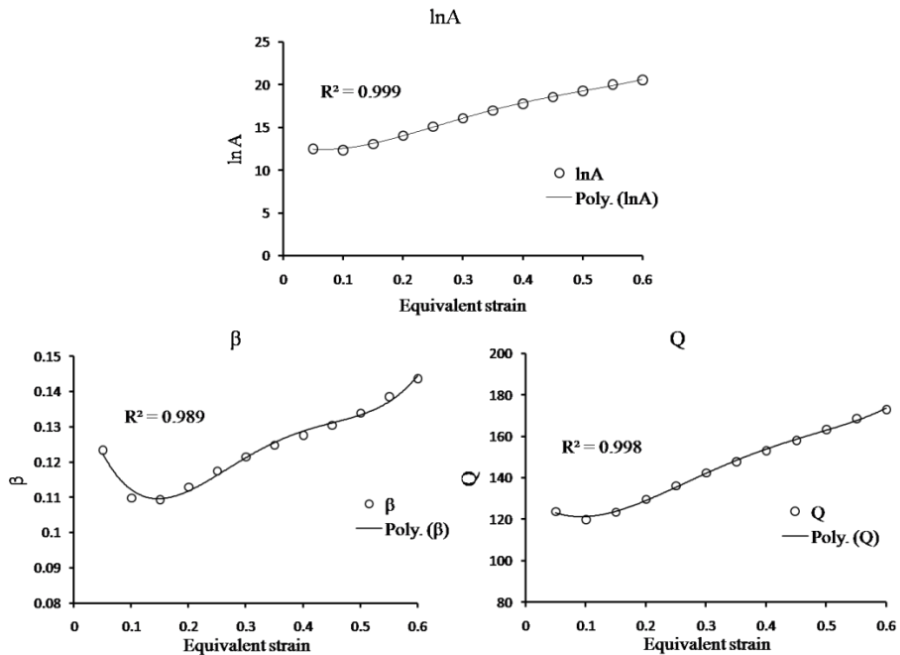 lnA
25
20
15
10
5
0
R² = 0.999
ln A
lnA
Poly. (lnA)
0 0.1 0.2 0.3 0.4 0.5 0.6
Equivalent strain
β
0.15
0.14
0.13
0.12
0.11
0.1
0.09
0.08
R² = 0.989
β
β
Poly. (β)
0 0.1 0.2 0.3 0.4 0.5 0.6
Equivalent strain
Q
200
180
160
140
120
100
80
R² = 0.998
Q
Q
Poly. (Q)
0 0.1 0.2 0.3 0.4 0.5 0.6
Equivalent strain